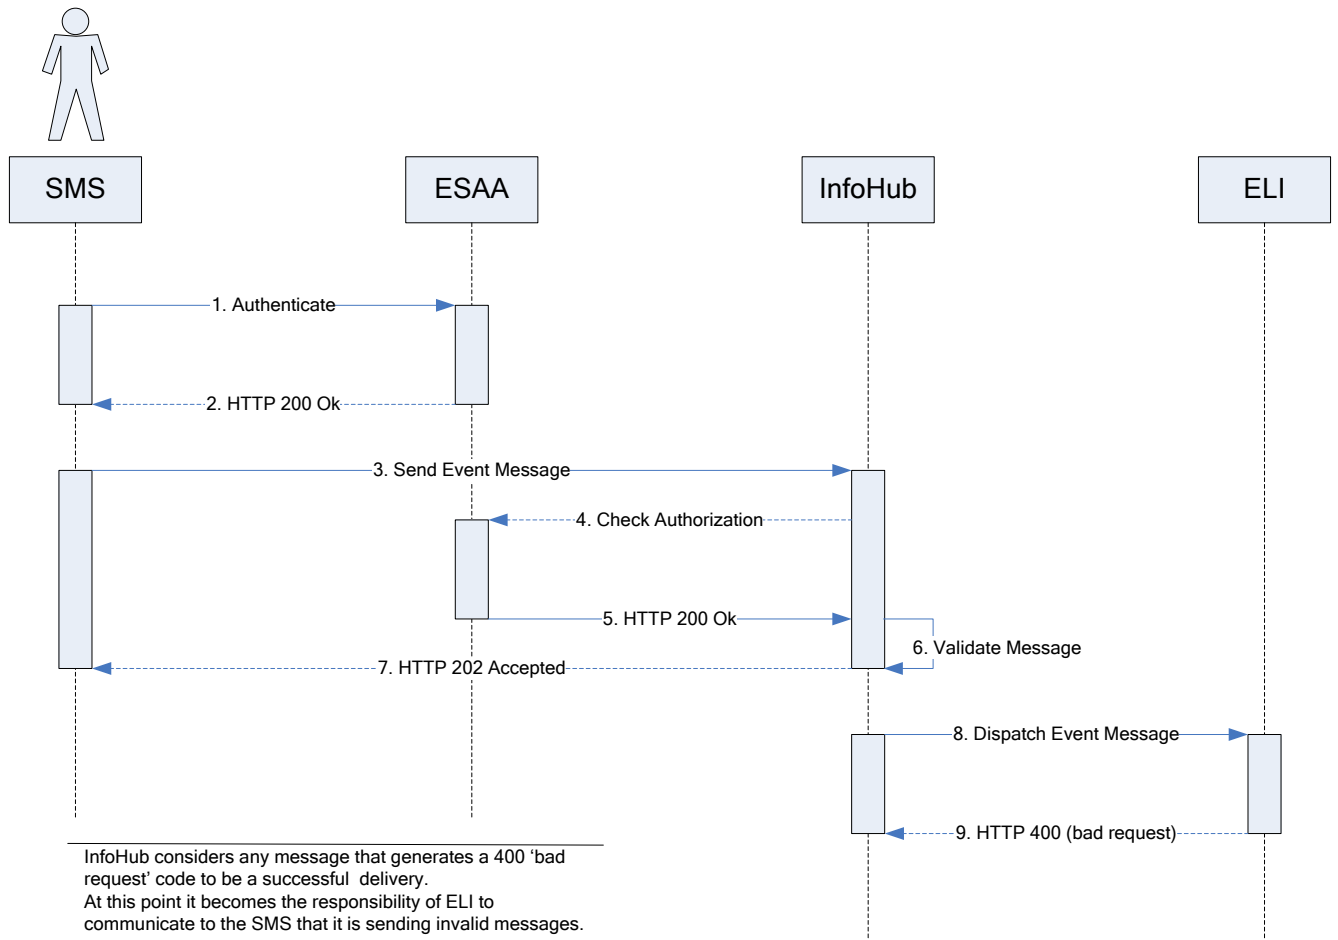 SMS
ESAA
InfoHub
ELI
1. Authenticate
2. HTTP 200 Ok
3. Send Event Message
4. Check Authorization
5. HTTP 200 Ok
6. Validate Message
7. HTTP 202 Accepted
8. Dispatch Event Message
9. HTTP 400 (bad request)
InfoHub considers any message that generates a 400 ‘bad
request’ code to be a successful  delivery.
At this point it becomes the responsibility of ELI to
communicate to the SMS that it is sending invalid messages.